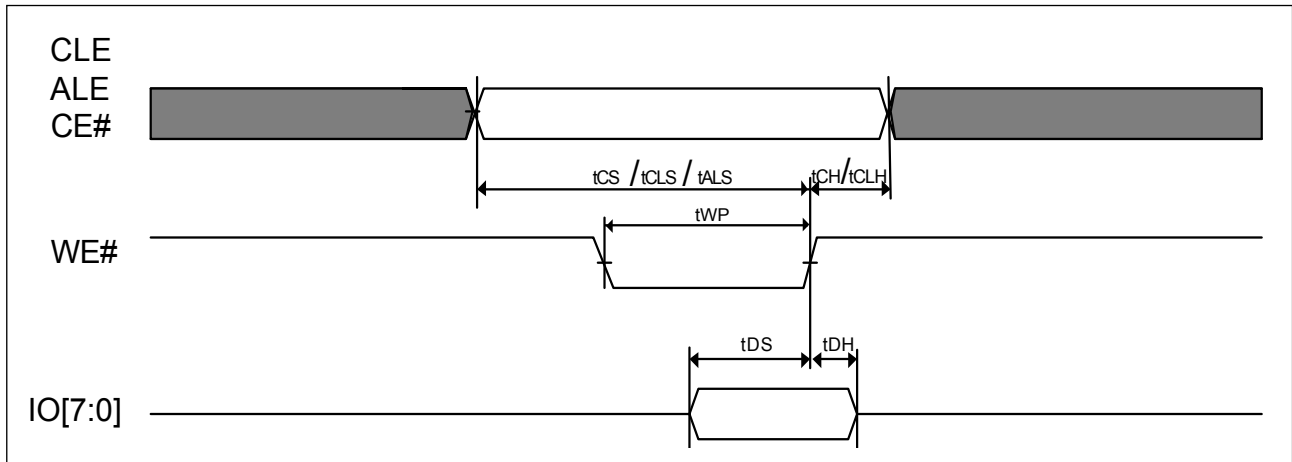 CLE
ALE
CE#
tCS / tCLS / tALS
tCH/tCLH
tWP
WE#
tDS
tDH
IO[7:0]